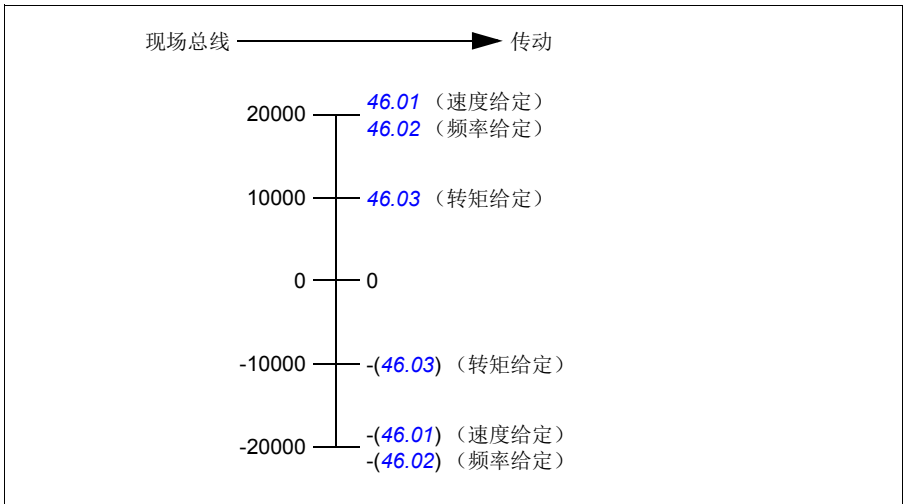 现场总线 传动
20000 46.01 （速度给定）
46.02 （频率给定）
10000 46.03 （转矩给定）
0 0
-10000 -(46.03) （转矩给定）
-20000 -(46.01) （速度给定）
-(46.02) （频率给定）